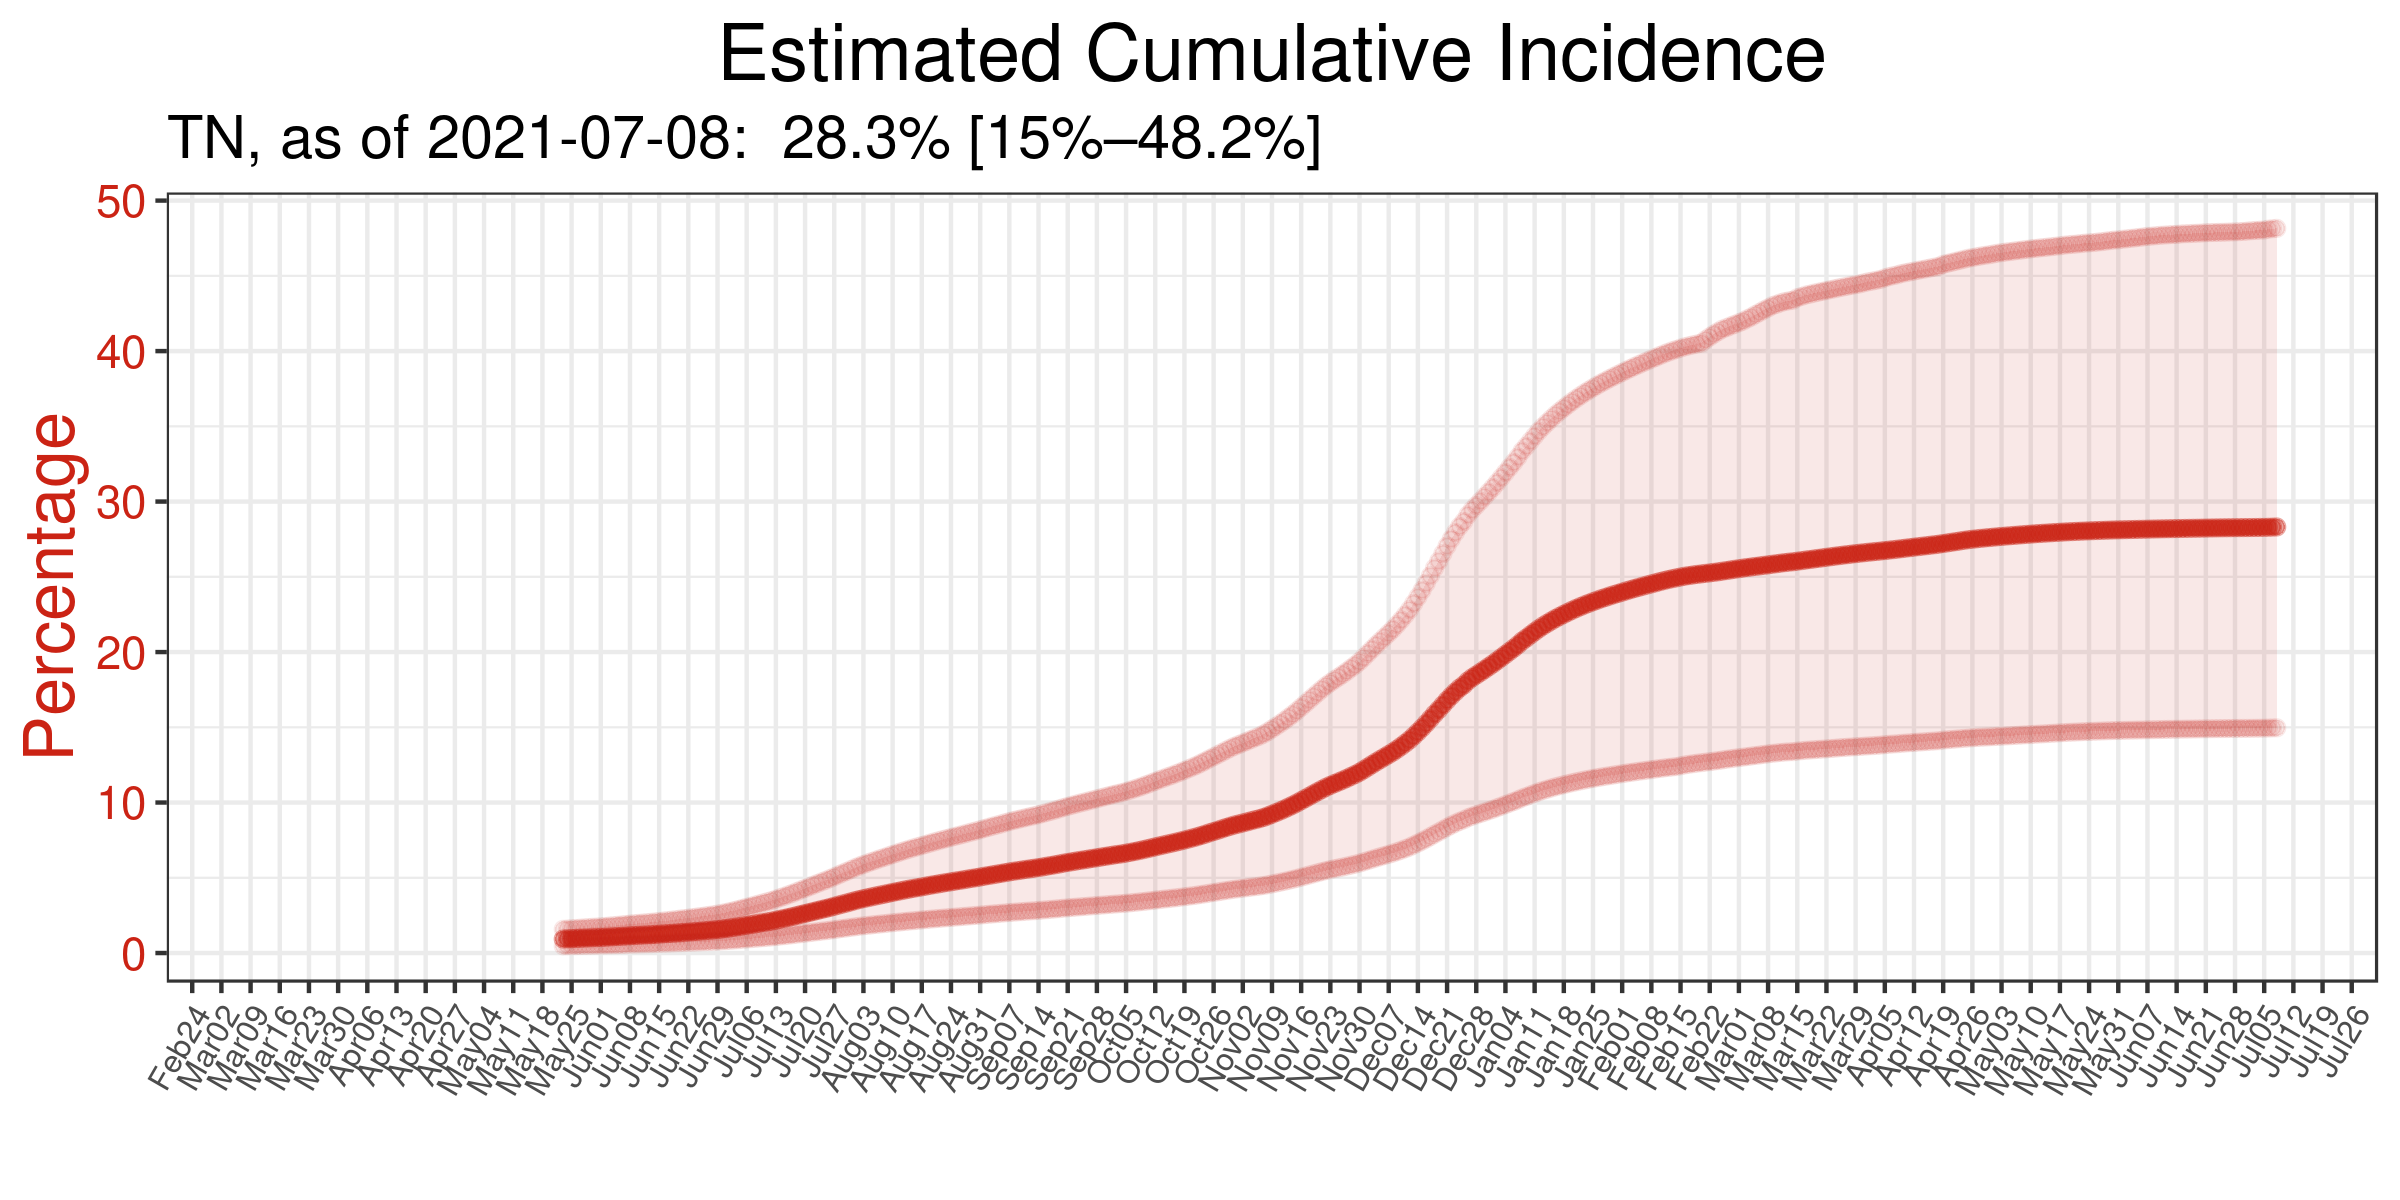 Estimated Cumulative Incidence
TN, as of 2021-07-08:  28.3% [15%–48.2%]
Percentage
50
40
30
20
10
0
Feb24
Mar02
Mar09
Mar16
Mar23
Mar30
Apr06
Apr13
Apr20
Apr27
May04
May11
May18
May25
Jun01
Jun08
Jun15
Jun22
Jun29
Jul06
Jul13
Jul20
Jul27
Aug03
Aug10
Aug17
Aug24
Aug31
Sep07
Sep14
Sep21
Sep28
Oct05
Oct12
Oct19
Oct26
Nov02
Nov09
Nov16
Nov23
Nov30
Dec07
Dec14
Dec21
Dec28
Jan04
Jan11
Jan18
Jan25
Feb01
Feb08
Feb15
Feb22
Mar01
Mar08
Mar15
Mar22
Mar29
Apr05
Apr12
Apr19
Apr26
May03
May10
May17
May24
May31
Jun07
Jun14
Jun21
Jun28
Jul05
Jul12
Jul19
Jul26